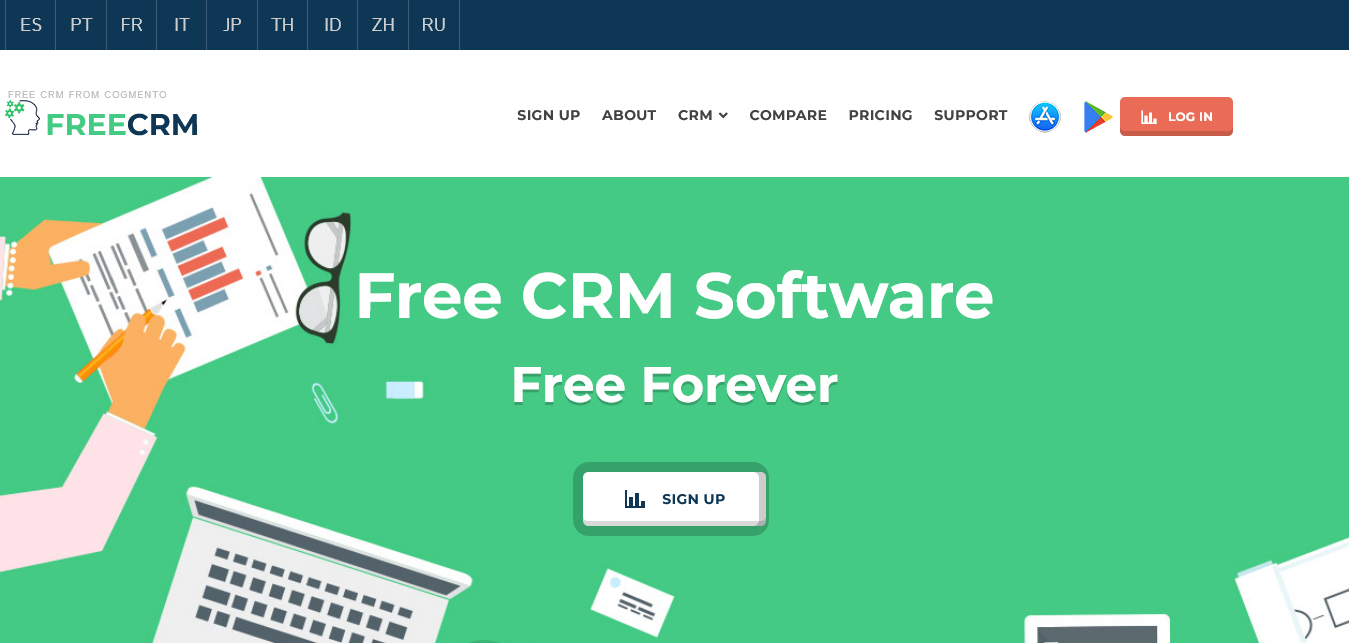 ES PT FR IT JP TH ID ZH RU
FREE CRM FROM COGMENTO
FREECRM
SIGN UP ABOUT CRM COMPARE PRICING SUPPORT LOG IN
Free CRM Software
Free Forever
SIGN UP